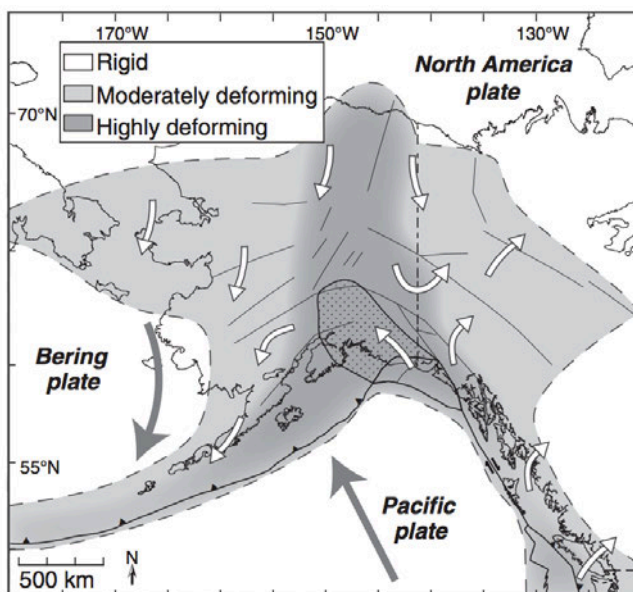 170°W 150°W 130°W
Rigid
Moderately deforming
Highly deforming
North America
plate
70°N
Bering
plate
55°N
Pacific
plate
N
500 km